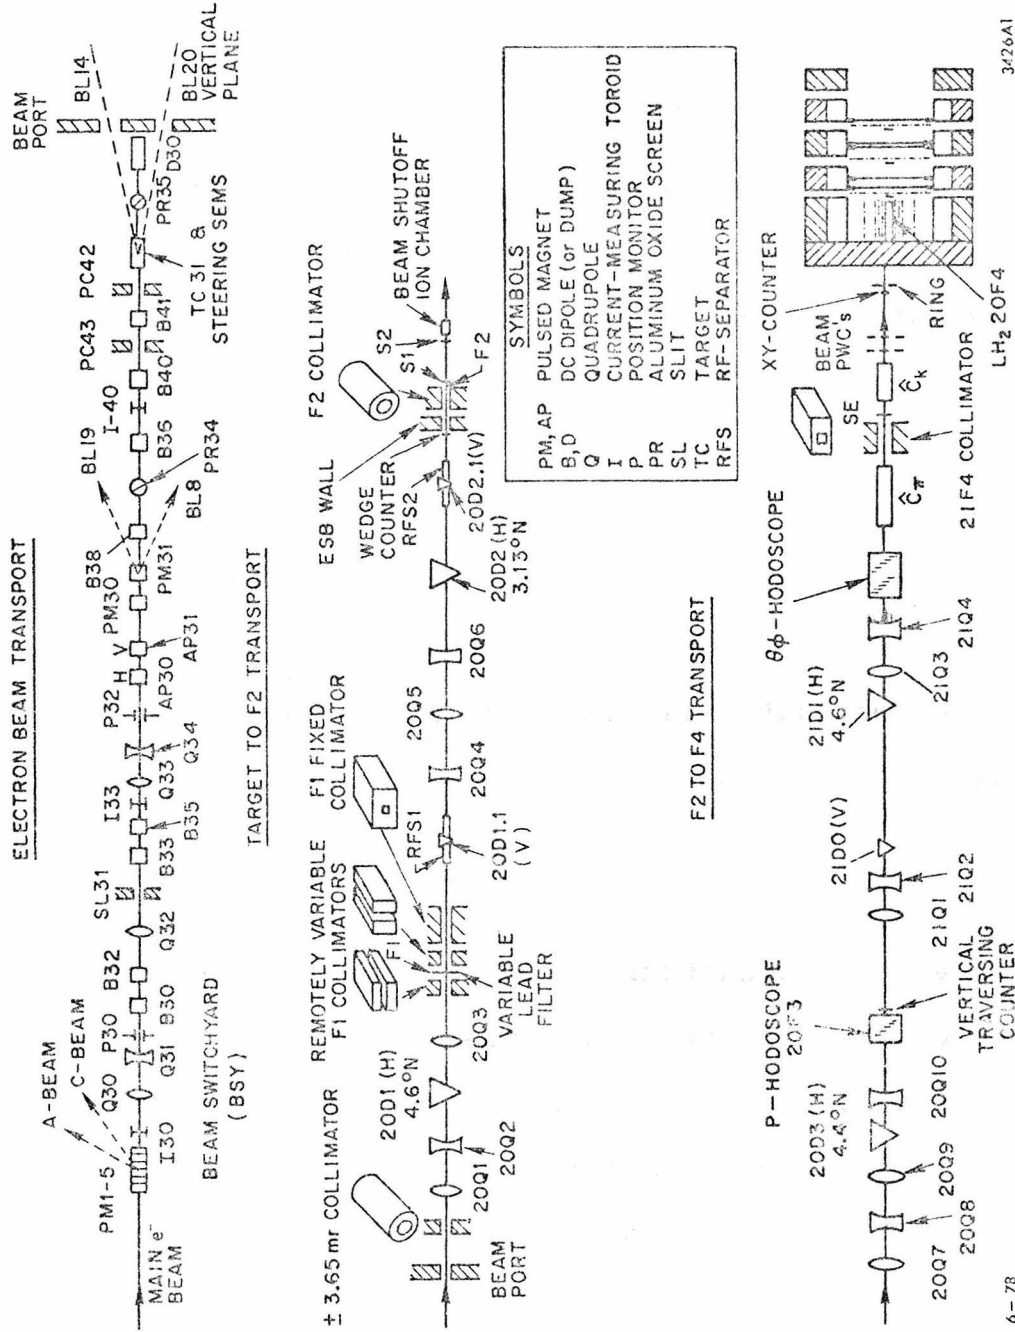 ELECTRON BEAM TRANSPORT
A-BEAM
C-BEAM
PM1-5
MAIN e⁻
BEAM
I30
Q30
Q31
P30
B30
B32
Q32
SL31
B33
B35
I33
Q33
Q34
P32
AP30
H
V
AP31
PM30
PM31
B38
BL19
BL8
PR34
B36
I-40
B40
B41
PC43
PC42
TC 31 &
STEERING SEMS
PR35
D30
BEAM
PORT
BL14
BL20
VERTICAL
PLANE
BEAM SWITCHYARD
(BSY)
TARGET TO F2 TRANSPORT
± 3.65 mr COLLIMATOR
BEAM
PORT
20Q1
20Q2
20D1 (H)
4.6°N
20Q3
REMOTELY VARIABLE
F1 COLLIMATORS
F1
VARIABLE
LEAD
FILTER
F1 FIXED
COLLIMATOR
RFS1
20D1.1
(V)
20Q4
20Q5
20Q6
20D2 (H)
3.13°N
20D2.1(V)
WEDGE
COUNTER
RFS2
ESB WALL
F2 COLLIMATOR
S1
S2
F2
BEAM SHUTOFF
ION CHAMBER
SYMBOLS
PM, AP PULSED MAGNET
B,D DC DIPOLE (or DUMP)
Q QUADRUPOLE
I CURRENT-MEASURING TOROID
P POSITION MONITOR
PR ALUMINUM OXIDE SCREEN
SL SLIT
TC TARGET
RFS RF-SEPARATOR
F2 TO F4 TRANSPORT
20Q7
20Q8
20Q9
20D3 (H)
4.4°N
20Q10
P-HODOSCOPE
20F3
VERTICAL
TRAVERSING
COUNTER
21Q1
21Q2
21D0(V)
21D1(H)
4.6°N
21Q3
21Q4
θϕ-HODOSCOPE
Ĉπ
21F4 COLLIMATOR
SE
Ĉk
BEAM
PWC's
XY-COUNTER
RING
LH₂ 20F4
6-78
3426A1